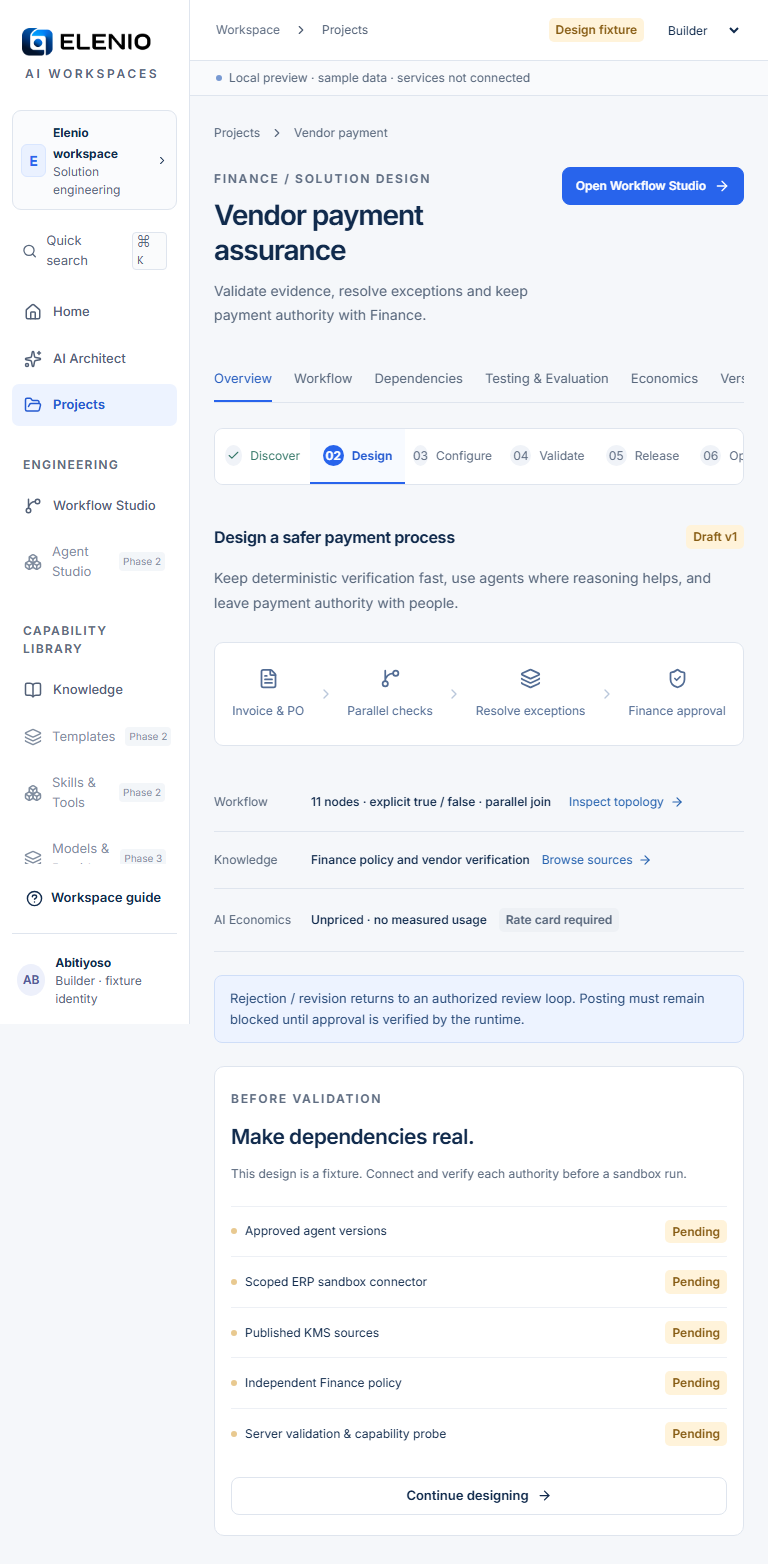 ELENIO
AI WORKSPACES
E
Elenio
workspace
Solution
engineering
Quick
search
⌘
K
Home
AI Architect
Projects
ENGINEERING
Workflow Studio
Agent
Studio
Phase 2
CAPABILITY
LIBRARY
Knowledge
Templates
Phase 2
Skills &
Tools
Phase 2
Models &
Phase 3
Workspace guide
AB
Abitiyoso
Builder · fixture
identity
Workspace
Projects
Design fixture
Builder
Local preview · sample data · services not connected
Projects
Vendor payment
FINANCE / SOLUTION DESIGN
Vendor payment
assurance
Validate evidence, resolve exceptions and keep
payment authority with Finance.
Open Workflow Studio →
Overview
Workflow
Dependencies
Testing & Evaluation
Economics
Vers
Discover
02 Design
03 Configure
04 Validate
05 Release
06 Op
Design a safer payment process
Draft v1
Keep deterministic verification fast, use agents where reasoning helps, and
leave payment authority with people.
Invoice & PO
Parallel checks
Resolve exceptions
Finance approval
Workflow
11 nodes · explicit true / false · parallel join
Inspect topology →
Knowledge
Finance policy and vendor verification
Browse sources →
AI Economics
Unpriced · no measured usage
Rate card required
Rejection / revision returns to an authorized review loop. Posting must remain
blocked until approval is verified by the runtime.
BEFORE VALIDATION
Make dependencies real.
This design is a fixture. Connect and verify each authority before a sandbox run.
Approved agent versions
Pending
Scoped ERP sandbox connector
Pending
Published KMS sources
Pending
Independent Finance policy
Pending
Server validation & capability probe
Pending
Continue designing →